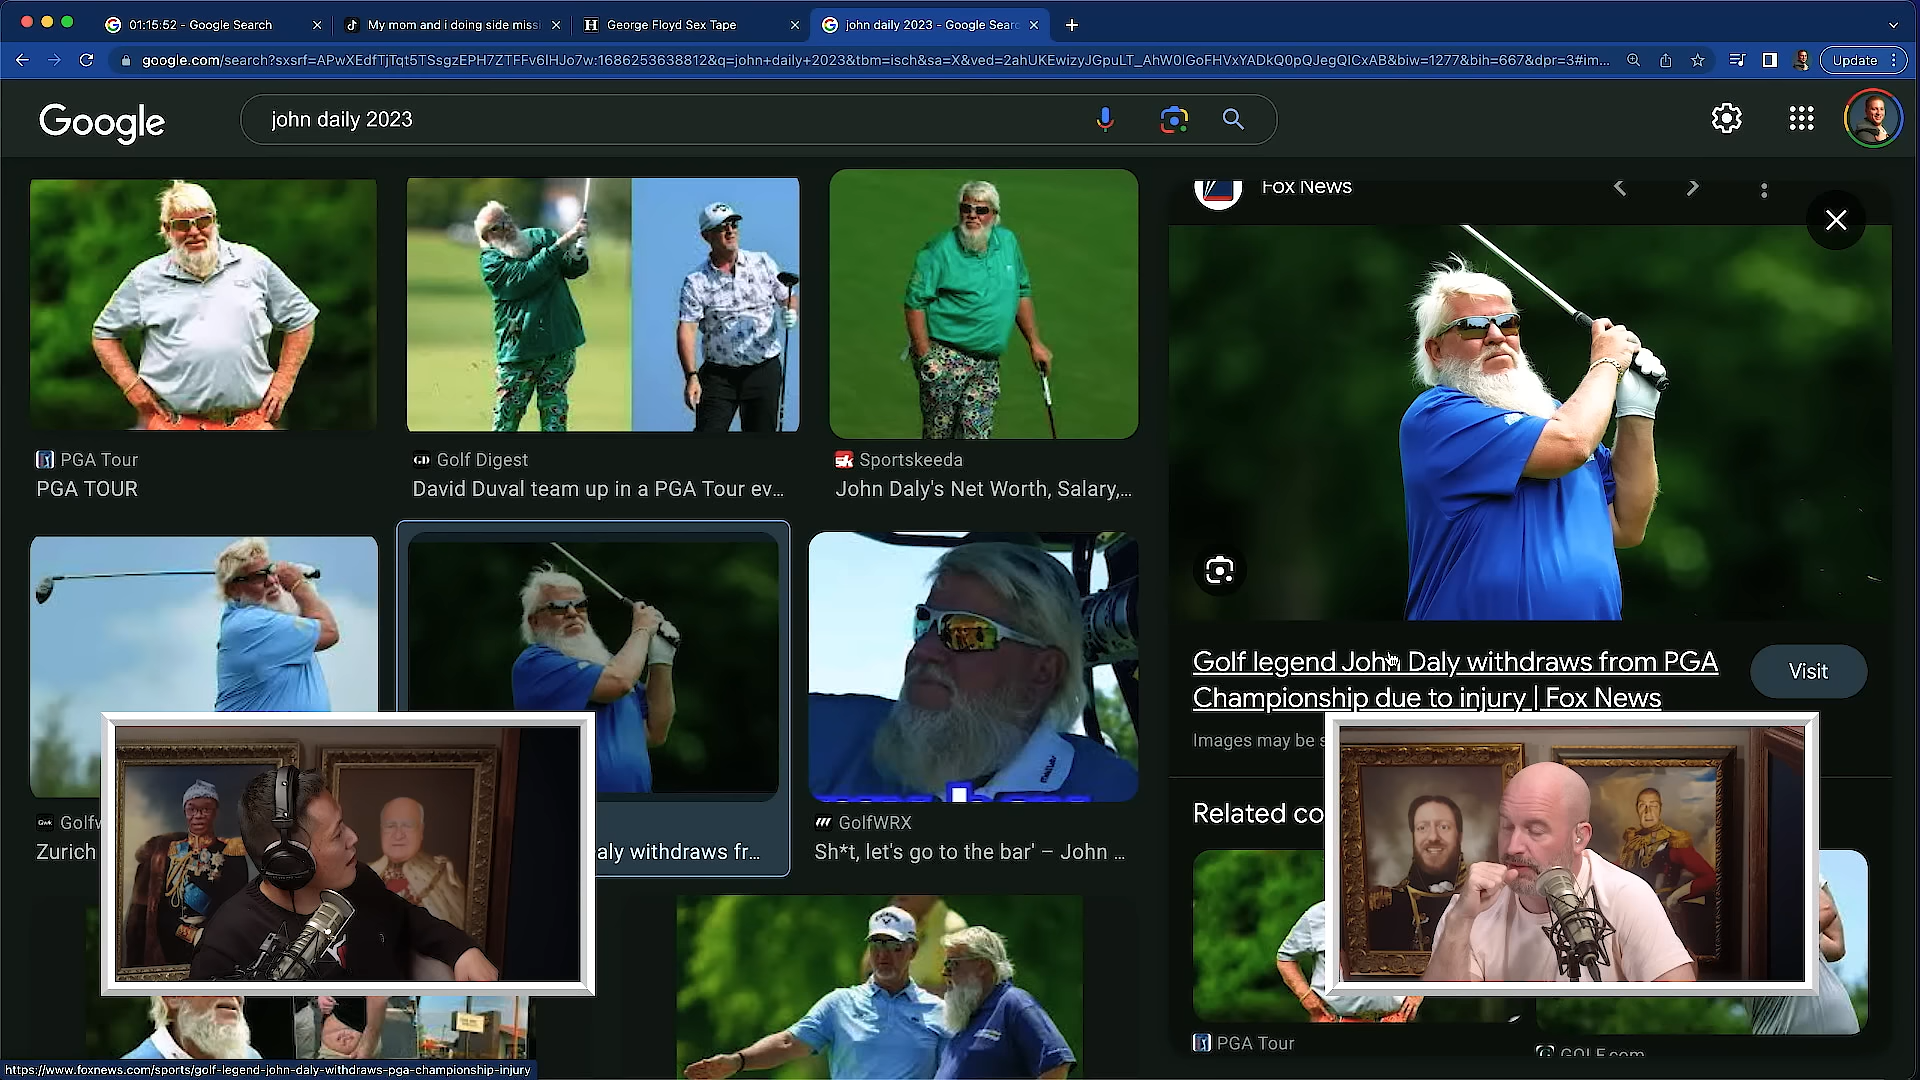 01:15:52 - Google Search
My mom and i doing side miss
George Floyd Sex Tape
john daily 2023 - Google Sear
google.com/search?sxsrf=APwXEdfTjTqt5TSsgzEPH7ZTFFv6lHJo7w:1686253638812&q=john+daily+2023&tbm=isch&sa=X&ved=2ahUKEwizyJGpuLT_AhW0lGoFHVxYADkQ0pQJegQICxAB&biw=1277&bih=667&dpr=3#im...
Update
Google
john daily 2023
Fox News
PGA Tour
PGA TOUR
Golf Digest
David Duval team up in a PGA Tour ev...
Sportskeeda
John Daly's Net Worth, Salary,...
Golf legend John Daly withdraws from PGA
Championship due to injury | Fox News
Visit
Images may be s
Related co
Golfw
Zurich
aly withdraws fr...
GolfWRX
Sh*t, let's go to the bar' – John ...
PGA Tour
GOLF.com
https://www.foxnews.com/sports/golf-legend-john-daly-withdraws-pga-championship-injury